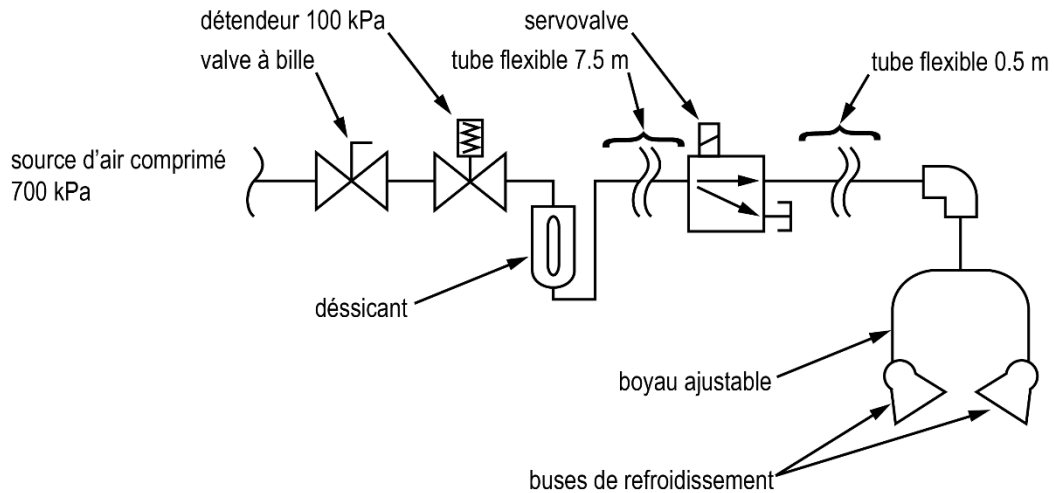 détendeur 100 kPa
valve à bille
servovalve
tube flexible 7.5 m
tube flexible 0.5 m
source d'air comprimé
700 kPa
déssicant
boyau ajustable
buses de refroidissement